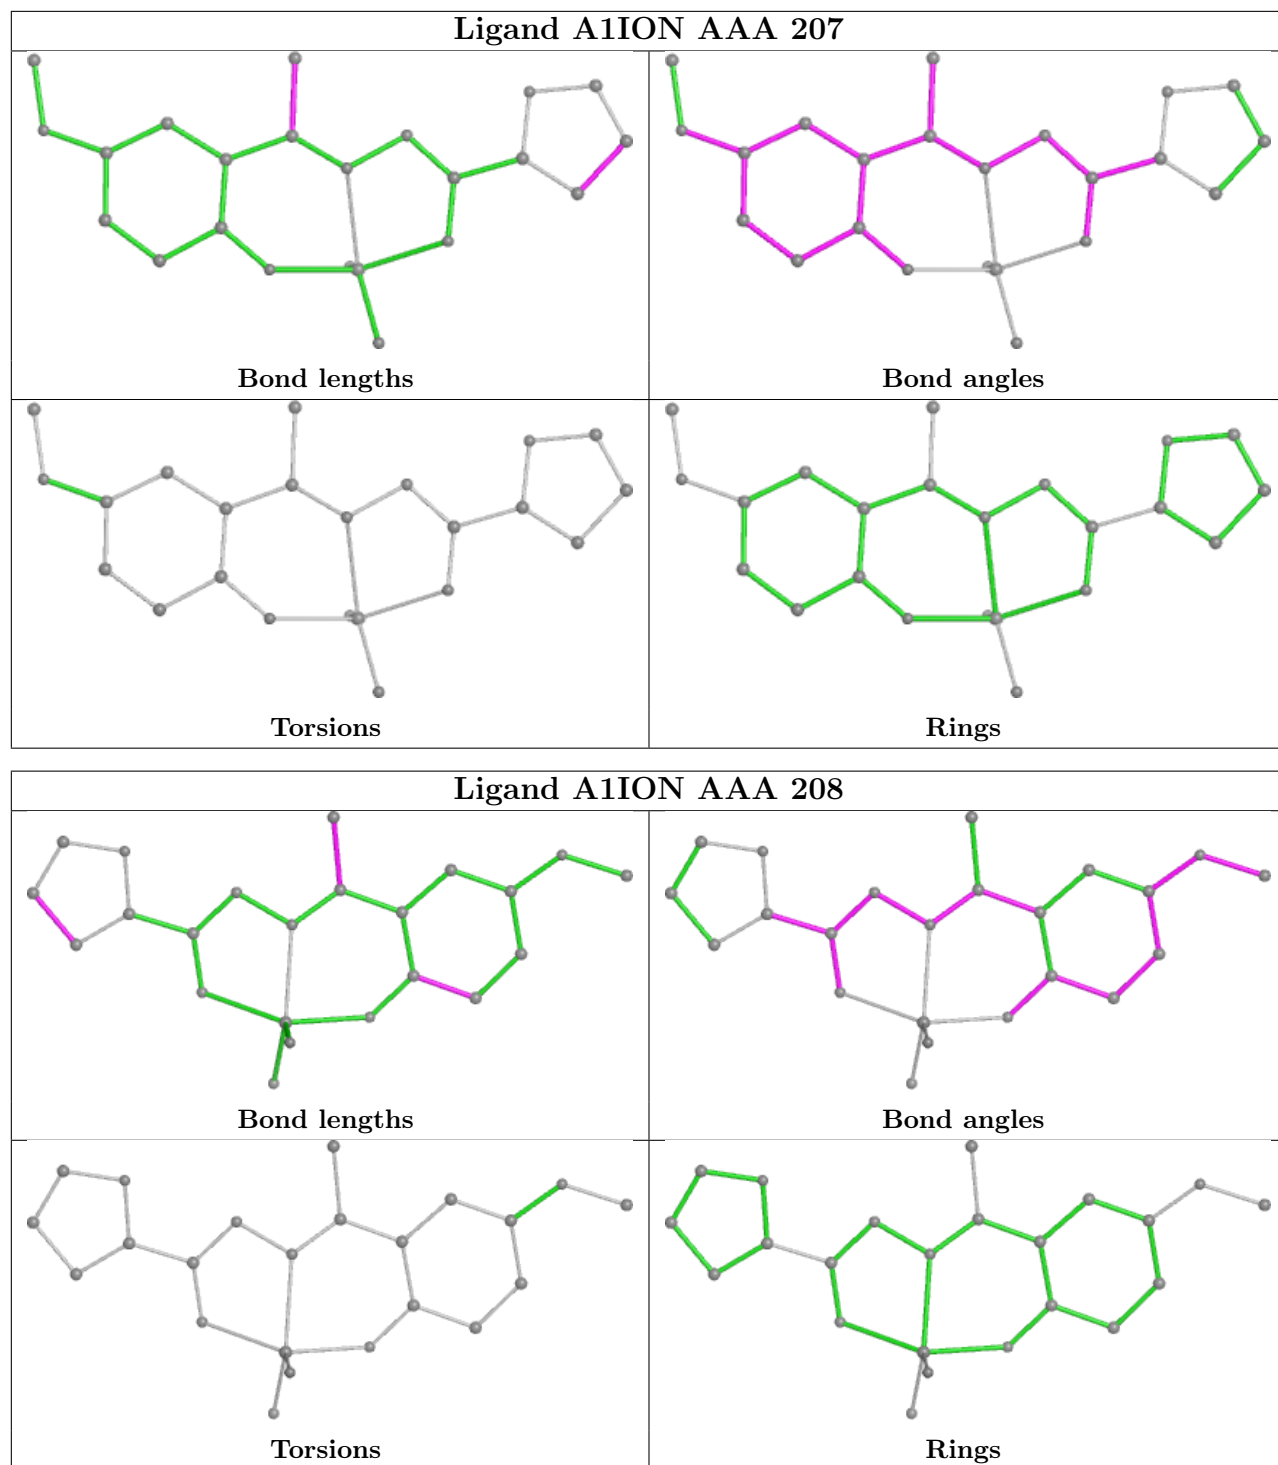 Ligand A1ION AAA 207
Bond lengths
Bond angles
Torsions
Rings
Ligand A1ION AAA 208
Bond lengths
Bond angles
Torsions
Rings